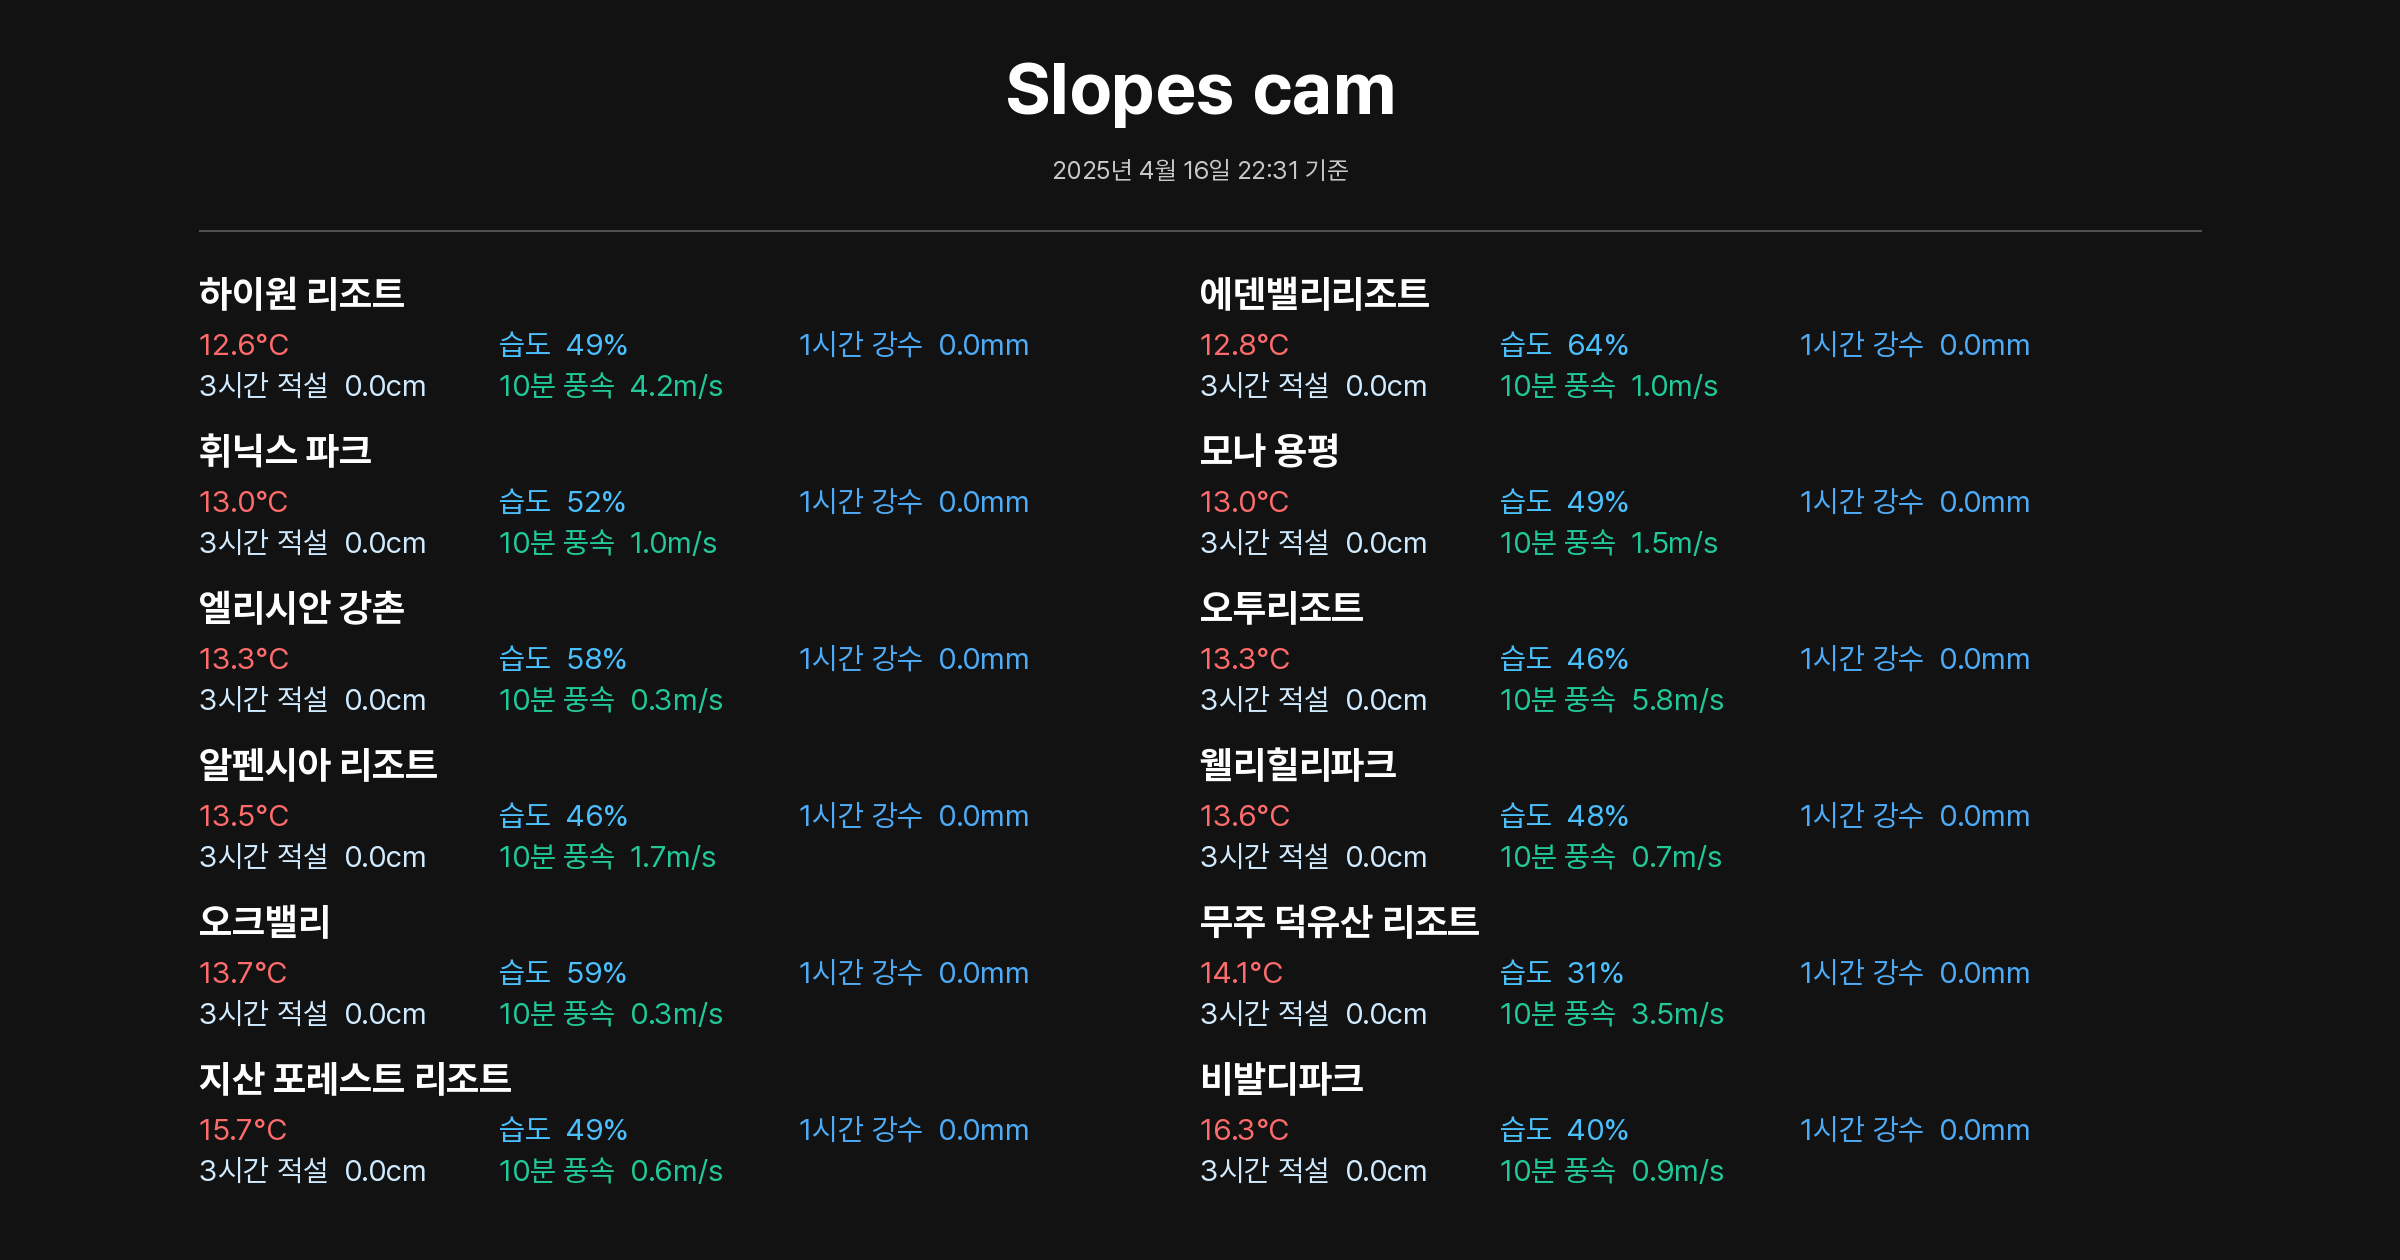 Slopes cam
2025년 4월 16일 22:31 기준
하이원 리조트
12.6°C 습도 49% 1시간 강수 0.0mm
3시간 적설 0.0cm 10분 풍속 4.2m/s
에덴밸리리조트
12.8°C 습도 64% 1시간 강수 0.0mm
3시간 적설 0.0cm 10분 풍속 1.0m/s
휘닉스 파크
13.0°C 습도 52% 1시간 강수 0.0mm
3시간 적설 0.0cm 10분 풍속 1.0m/s
모나 용평
13.0°C 습도 49% 1시간 강수 0.0mm
3시간 적설 0.0cm 10분 풍속 1.5m/s
엘리시안 강촌
13.3°C 습도 58% 1시간 강수 0.0mm
3시간 적설 0.0cm 10분 풍속 0.3m/s
오투리조트
13.3°C 습도 46% 1시간 강수 0.0mm
3시간 적설 0.0cm 10분 풍속 5.8m/s
알펜시아 리조트
13.5°C 습도 46% 1시간 강수 0.0mm
3시간 적설 0.0cm 10분 풍속 1.7m/s
웰리힐리파크
13.6°C 습도 48% 1시간 강수 0.0mm
3시간 적설 0.0cm 10분 풍속 0.7m/s
오크밸리
13.7°C 습도 59% 1시간 강수 0.0mm
3시간 적설 0.0cm 10분 풍속 0.3m/s
무주 덕유산 리조트
14.1°C 습도 31% 1시간 강수 0.0mm
3시간 적설 0.0cm 10분 풍속 3.5m/s
지산 포레스트 리조트
15.7°C 습도 49% 1시간 강수 0.0mm
3시간 적설 0.0cm 10분 풍속 0.6m/s
비발디파크
16.3°C 습도 40% 1시간 강수 0.0mm
3시간 적설 0.0cm 10분 풍속 0.9m/s